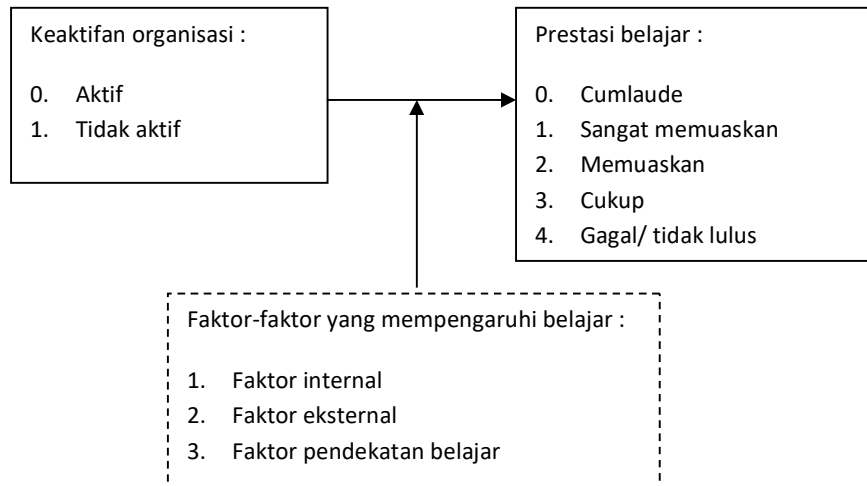 Keaktifan organisasi :
0. Aktif
1. Tidak aktif
Prestasi belajar :
0. Cumlaude
1. Sangat memuaskan
2. Memuaskan
3. Cukup
4. Gagal/ tidak lulus
Faktor-faktor yang mempengaruhi belajar :
1. Faktor internal
2. Faktor eksternal
3. Faktor pendekatan belajar